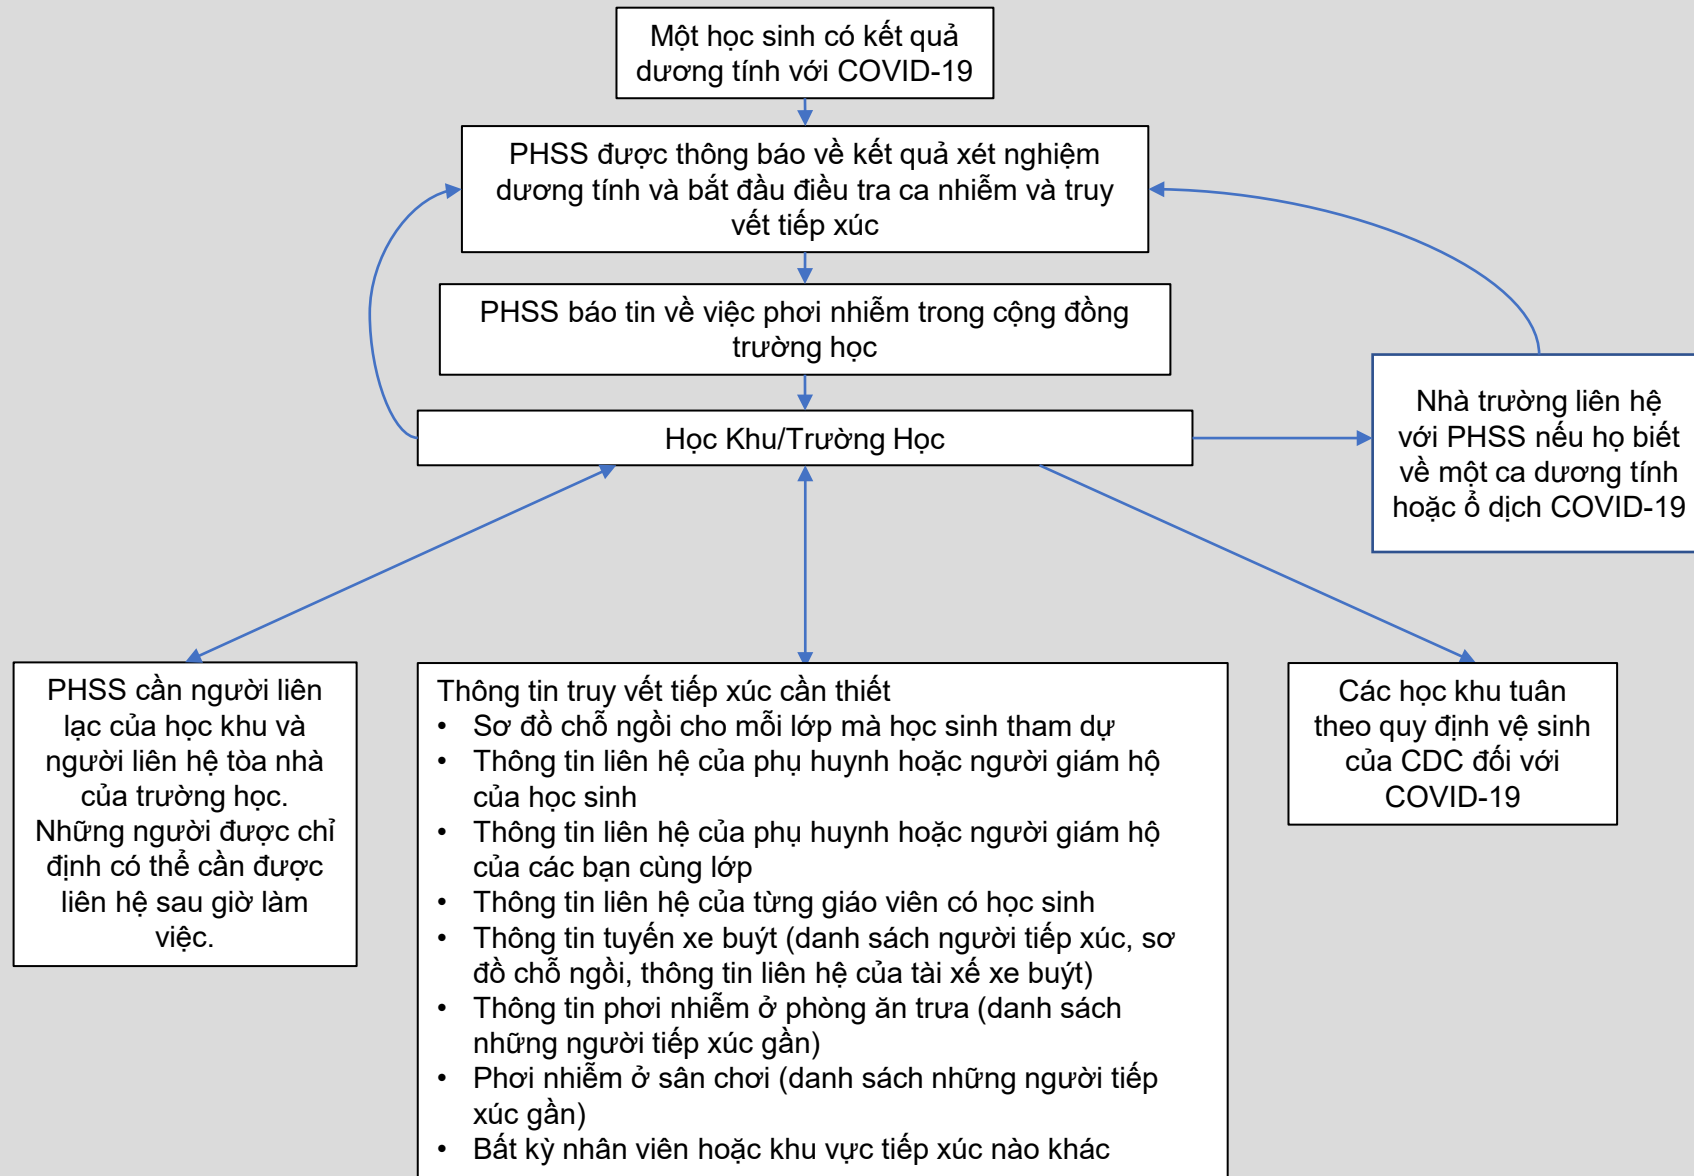 Một học sinh có kết quả
dương tính với COVID-19
PHSS được thông báo về kết quả xét nghiệm
dương tính và bắt đầu điều tra ca nhiễm và truy
vết tiếp xúc
PHSS báo tin về việc phơi nhiễm trong cộng đồng
trường học
Học Khu/Trường Học
Nhà trường liên hệ
với PHSS nếu họ biết
về một ca dương tính
hoặc ổ dịch COVID-19
PHSS cần người liên
lạc của học khu và
người liên hệ tòa nhà
của trường học.
Những người được chỉ
định có thể cần được
liên hệ sau giờ làm
việc.
Thông tin truy vết tiếp xúc cần thiết
• Sơ đồ chỗ ngồi cho mỗi lớp mà học sinh tham dự
• Thông tin liên hệ của phụ huynh hoặc người giám hộ
của học sinh
• Thông tin liên hệ của phụ huynh hoặc người giám hộ
của các bạn cùng lớp
• Thông tin liên hệ của từng giáo viên có học sinh
• Thông tin tuyến xe buýt (danh sách người tiếp xúc, sơ
đồ chỗ ngồi, thông tin liên hệ của tài xế xe buýt)
• Thông tin phơi nhiễm ở phòng ăn trưa (danh sách
những người tiếp xúc gần)
• Phơi nhiễm ở sân chơi (danh sách những người tiếp
xúc gần)
• Bất kỳ nhân viên hoặc khu vực tiếp xúc nào khác
Các học khu tuân
theo quy định vệ sinh
của CDC đối với
COVID-19